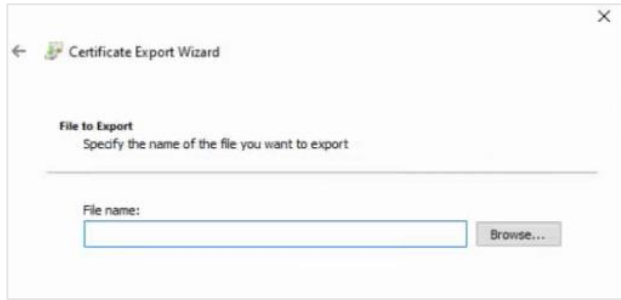 Certificate Export Wizard
File to Export
Specify the name of the file you want to export
File name:
Browse...